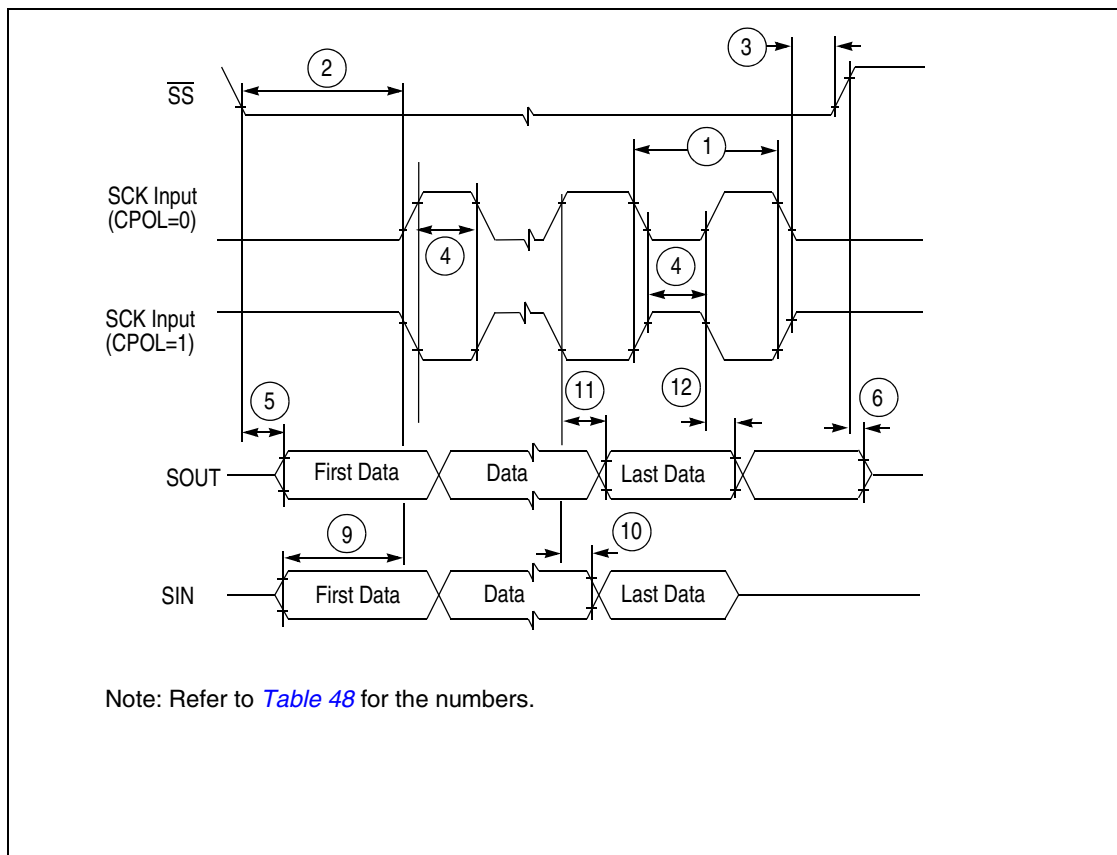 3
2
SS
1
SCK Input
(CPOL=0)
4
4
SCK Input
(CPOL=1)
5
11
12
6
SOUT
First Data
Data
Last Data
9
10
SIN
First Data
Data
Last Data
Note: Refer to Table 48 for the numbers.